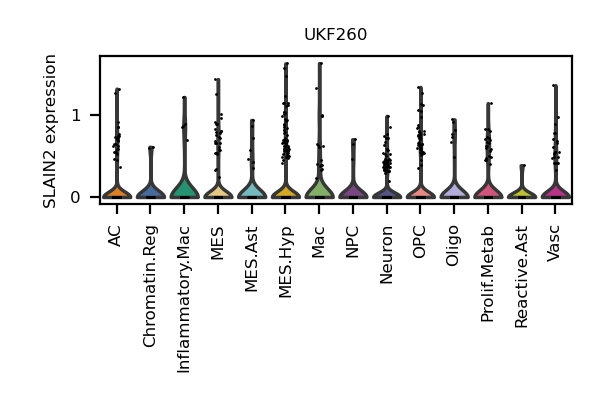 UKF260
SLAIN2 expression
1
0
AC
Chromatin.Reg
Inflammatory.Mac
MES
MES.Ast
MES.Hyp
Mac
NPC
Neuron
OPC
Oligo
Prolif.Metab
Reactive.Ast
Vasc